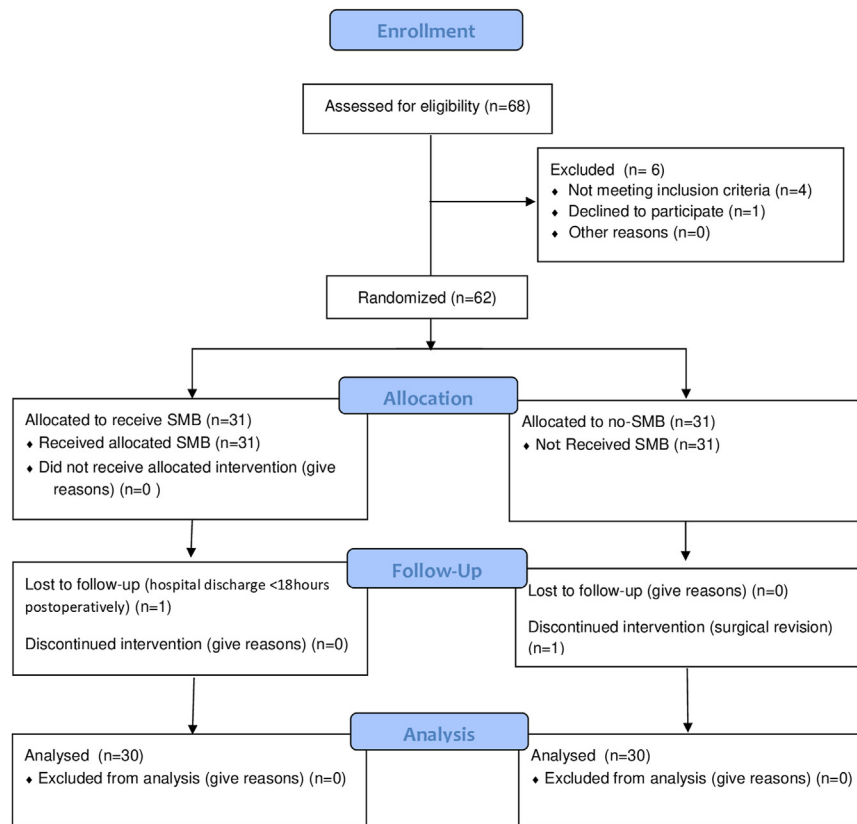 Enrollment
Assessed for eligibility (n=68)
Excluded (n= 6)
♦ Not meeting inclusion criteria (n=4)
♦ Declined to participate (n=1)
♦ Other reasons (n=0)
Randomized (n=62)
Allocation
Allocated to receive SMB (n=31)
♦ Received allocated SMB (n=31)
♦ Did not receive allocated intervention (give
reasons) (n=0 )
Allocated to no-SMB (n=31)
♦ Not Received SMB (n=31)
Follow-Up
Lost to follow-up (hospital discharge <18hours
postoperatively) (n=1)
Discontinued intervention (give reasons) (n=0)
Lost to follow-up (give reasons) (n=0)
Discontinued intervention (surgical revision)
(n=1)
Analysis
Analysed (n=30)
♦ Excluded from analysis (give reasons) (n=0)
Analysed (n=30)
♦ Excluded from analysis (give reasons) (n=0)